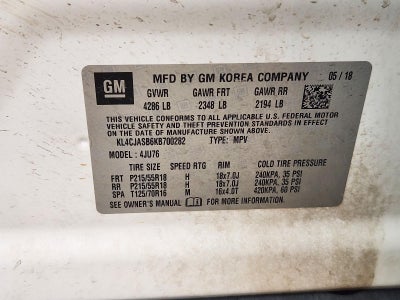 GM MFD BY GM KOREA COMPANY 05/18
GVWR GAWR FRT GAWR RR
4286 LB 2348 LB 2194 LB
THIS VEHICLE CONFORMS TO ALL APPLICABLE U.S. FEDERAL MOTOR
VEHICLE SAFETY, BUMPER, AND THEFT PREVENTION STANDARDS IN EFFECT
ON THE DATE OF MANUFACTURE SHOWN ABOVE.
KL4CJASB6KB700282 TYPE: MPV
MODEL: 4JU76
TIRE SIZE SPEED RTG RIM COLD TIRE PRESSURE
FRT P215/55R18 H 18x7.0J 240KPA, 35 PSI
RR P215/55R18 H 18x7.0J 240KPA, 35 PSI
SPA T125/70R16 M 16x4.0T 420KPA, 60 PSI
SEE OWNER'S MANUAL FOR MORE INFORMATION.